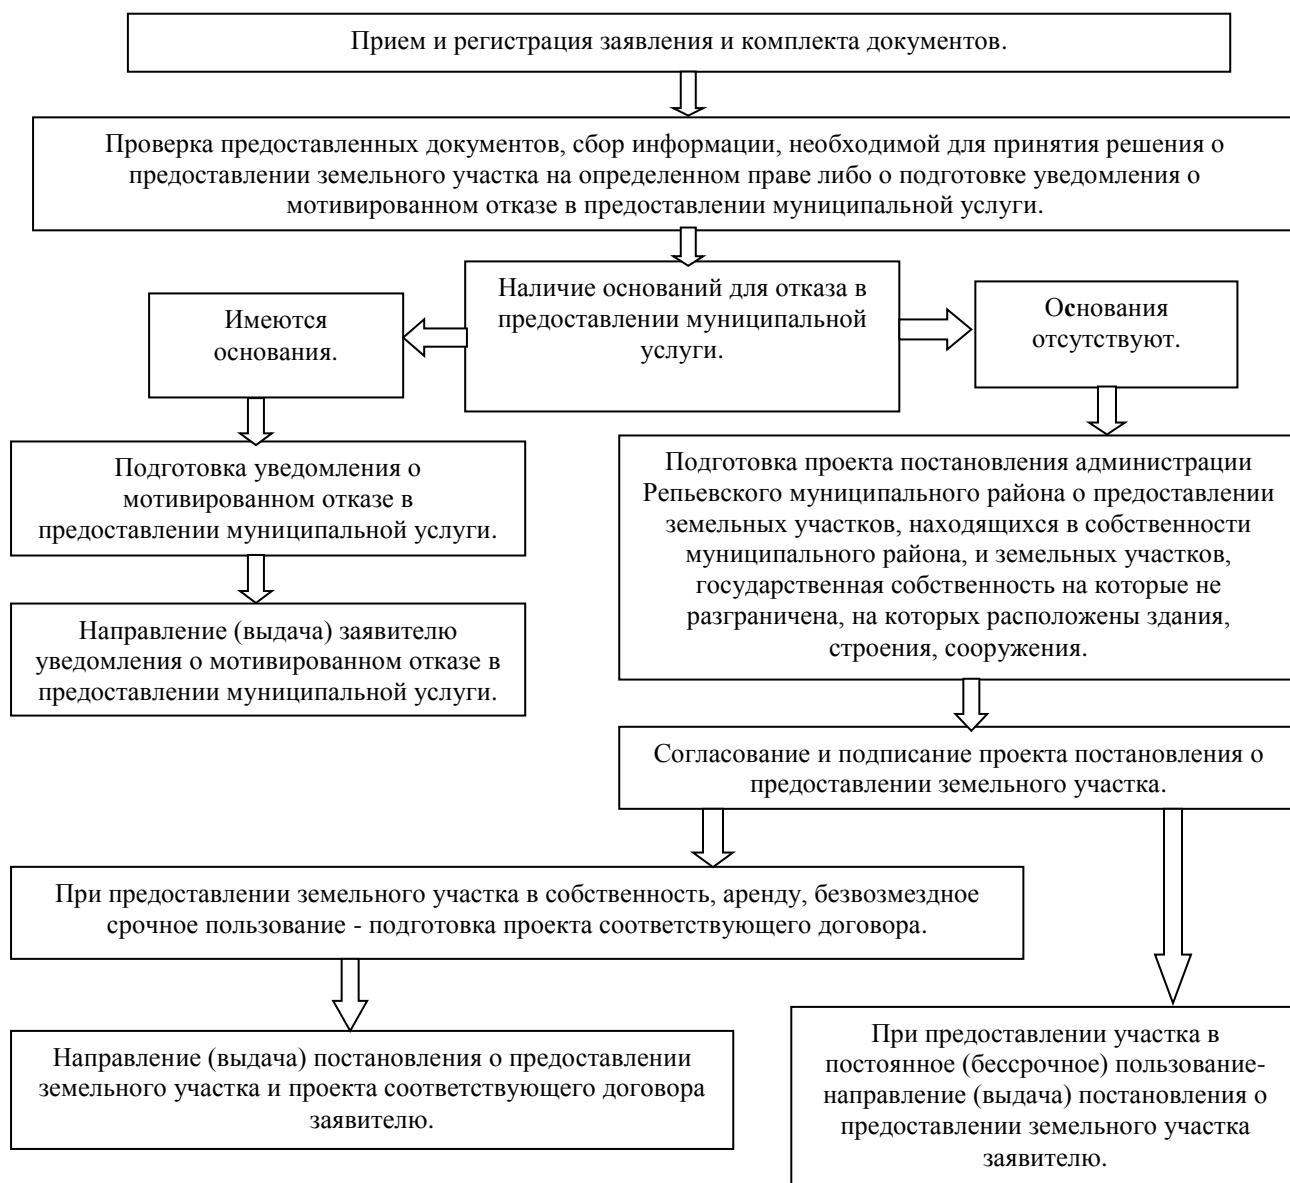 Прием и регистрация заявления и комплекта документов.
Проверка предоставленных документов, сбор информации, необходимой для принятия решения о
предоставлении земельного участка на определенном праве либо о подготовке уведомления о
мотивированном отказе в предоставлении муниципальной услуги.
Наличие оснований для отказа в
предоставлении муниципальной
услуги.
Имеются
основания.
Основания
отсутствуют.
Подготовка уведомления о
мотивированном отказе в
предоставлении муниципальной услуги.
Направление (выдача) заявителю
уведомления о мотивированном отказе в
предоставлении муниципальной услуги.
Подготовка проекта постановления администрации
Репьевского муниципального района о предоставлении
земельных участков, находящихся в собственности
муниципального района, и земельных участков,
государственная собственность на которые не
разграничена, на которых расположены здания,
строения, сооружения.
Согласование и подписание проекта постановления о
предоставлении земельного участка.
При предоставлении земельного участка в собственность, аренду, безвозмездное
срочное пользование - подготовка проекта соответствующего договора.
Направление (выдача) постановления о предоставлении
земельного участка и проекта соответствующего договора
заявителю.
При предоставлении участка в
постоянное (бессрочное) пользование-
направление (выдача) постановления о
предоставлении земельного участка
заявителю.